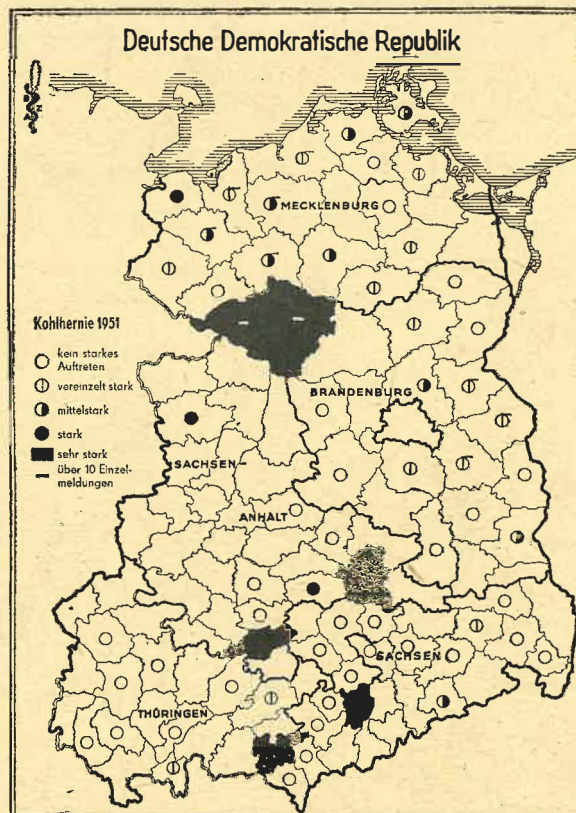 Deutsche Demokratische Republik
N
MECKLENBURG
Kohlhernie 1951
kein starkes
Auftreten
vereinzelt stark
mittelstark
stark
sehr stark
über 10 Einzel-
meldungen
BRANDENBURG
SACHSEN-
ANHALT
SACHSEN
THÜRINGEN